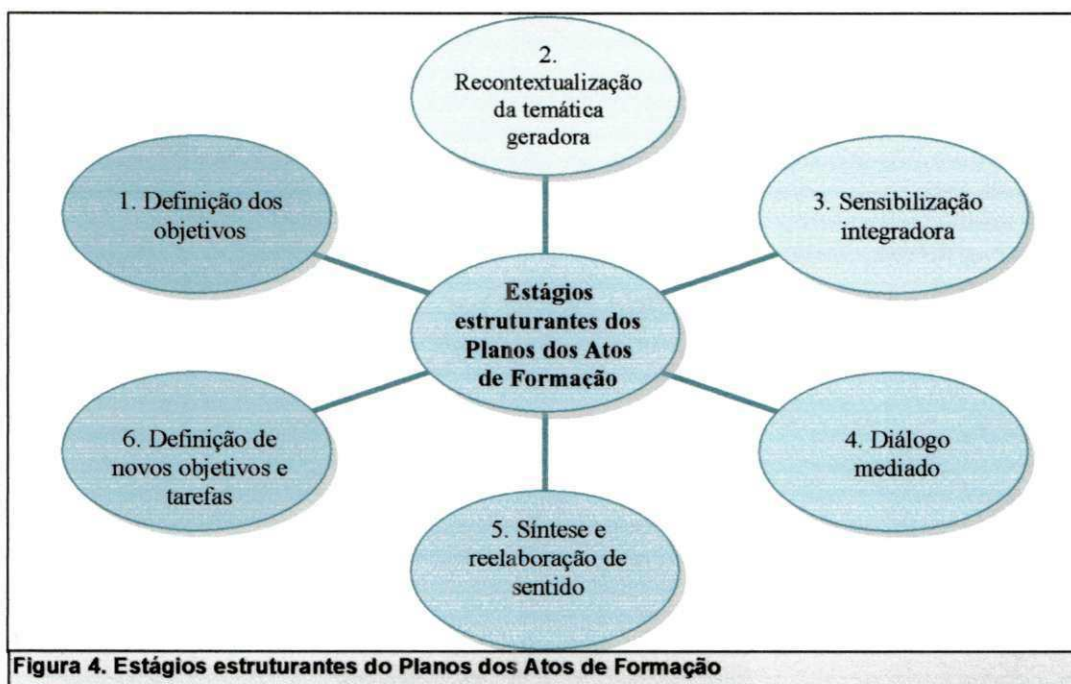 2.
Recontextualização
da temática
geradora
1. Definição dos
objetivos
3. Sensibilização
integradora
Estágios
estruturantes dos
Planos dos Atos
de Formação
6. Definição de
novos objetivos e
tarefas
4. Diálogo
mediado
5. Síntese e
reelaboração de
sentido
Figura 4. Estágios estruturantes do Planos dos Atos de Formação